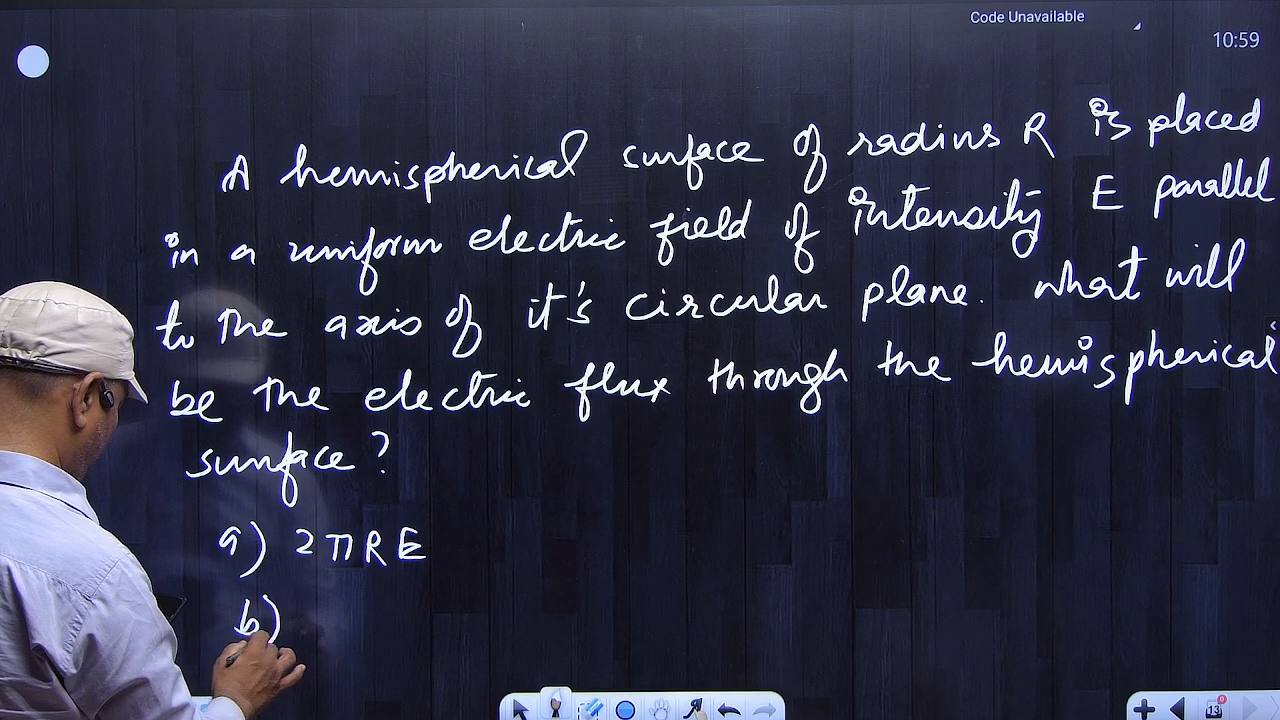 Code Unavailable
10:59
A hemispherical surface of radius R is placed
in a uniform electric field of intensity E parallel
to the axis of it's circular plane. what will
be the electric flux through the hemispherical
surface?
a) 2πRE
b)
13